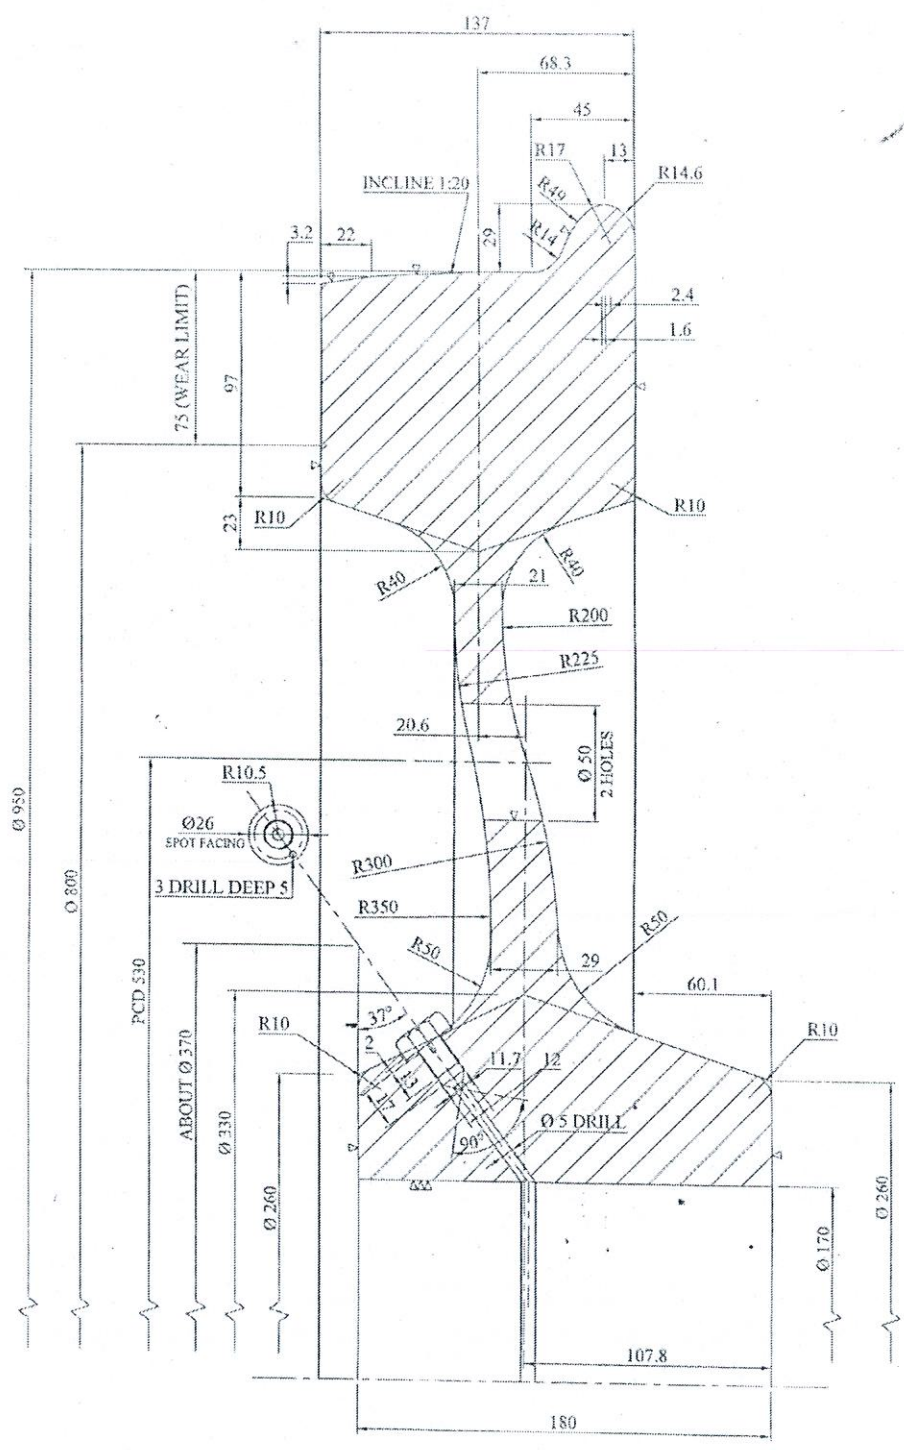 137
68.3
45
13
R17
R14.6
INCLINE 1:20
R49
R14
29
3.2
22
2.4
1.6
75 (WEAR LIMIT)
97
23
R10
R10
R40
R40
21
R200
R225
20.6
Ø 50
2 HOLES
R10.5
Ø26
SPOT FACING
3 DRILL DEEP 5
R300
R350
R50
R50
29
60.1
37°
R10
R10
2
13
17
11.7
12
90°
Ø 5 DRILL
Ø 950
Ø 800
PCD 530
ABOUT Ø 370
Ø 330
Ø 260
Ø 170
Ø 260
107.8
180